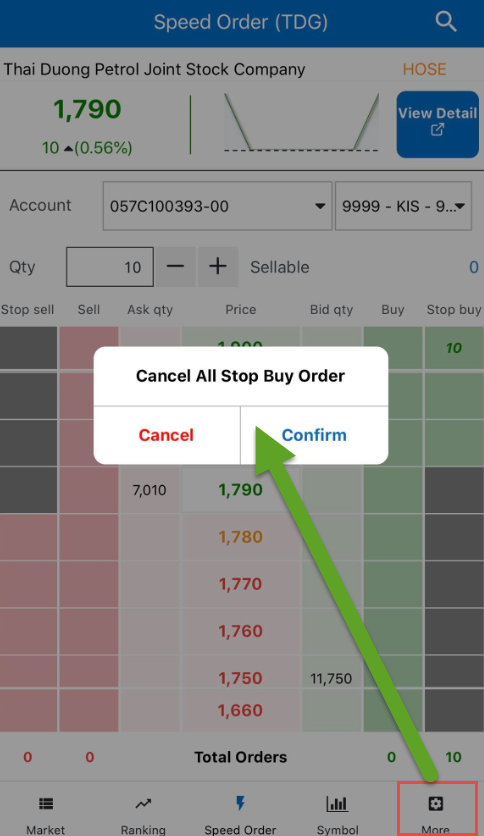 Speed Order (TDG)
Thai Duong Petrol Joint Stock Company HOSE
1,790
10 (0.56%)
View Detail
Account 057C100393-00 9999 - KIS - 9...
Qty 10 − + Sellable 0
Stop sell Sell Ask qty Price Bid qty Buy Stop buy
1,900 10
Cancel All Stop Buy Order
Cancel Confirm
7,010 1,790
1,780
1,770
1,760
1,750 11,750
1,660
0 0 Total Orders 0 10
Market Ranking Speed Order Symbol More